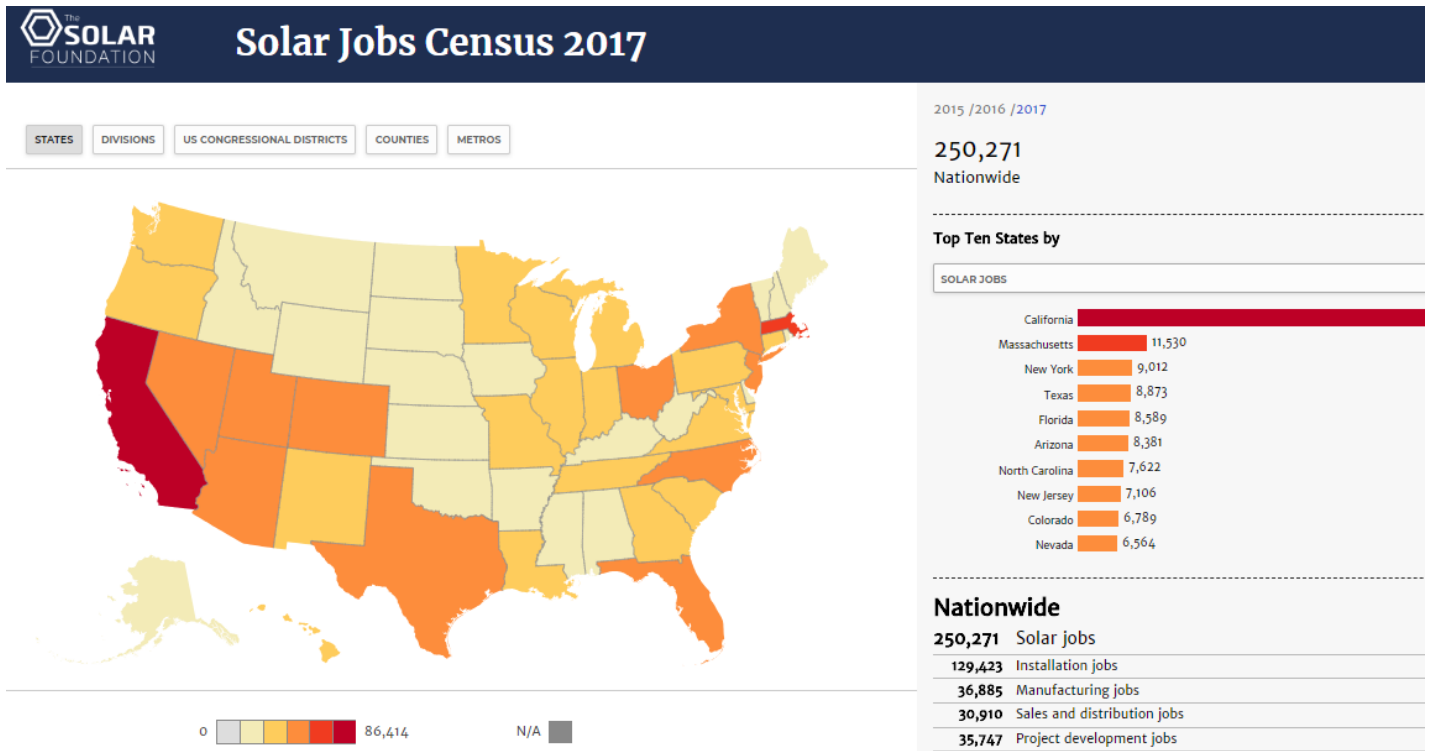 The
SOLAR
FOUNDATION
Solar Jobs Census 2017
STATES
DIVISIONS
US CONGRESSIONAL DISTRICTS
COUNTIES
METROS
0
86,414
N/A
2015 /2016 /2017
250,271
Nationwide
Top Ten States by
SOLAR JOBS
California
Massachusetts 11,530
New York 9,012
Texas 8,873
Florida 8,589
Arizona 8,381
North Carolina 7,622
New Jersey 7,106
Colorado 6,789
Nevada 6,564
Nationwide
250,271 Solar jobs
129,423 Installation jobs
36,885 Manufacturing jobs
30,910 Sales and distribution jobs
35,747 Project development jobs